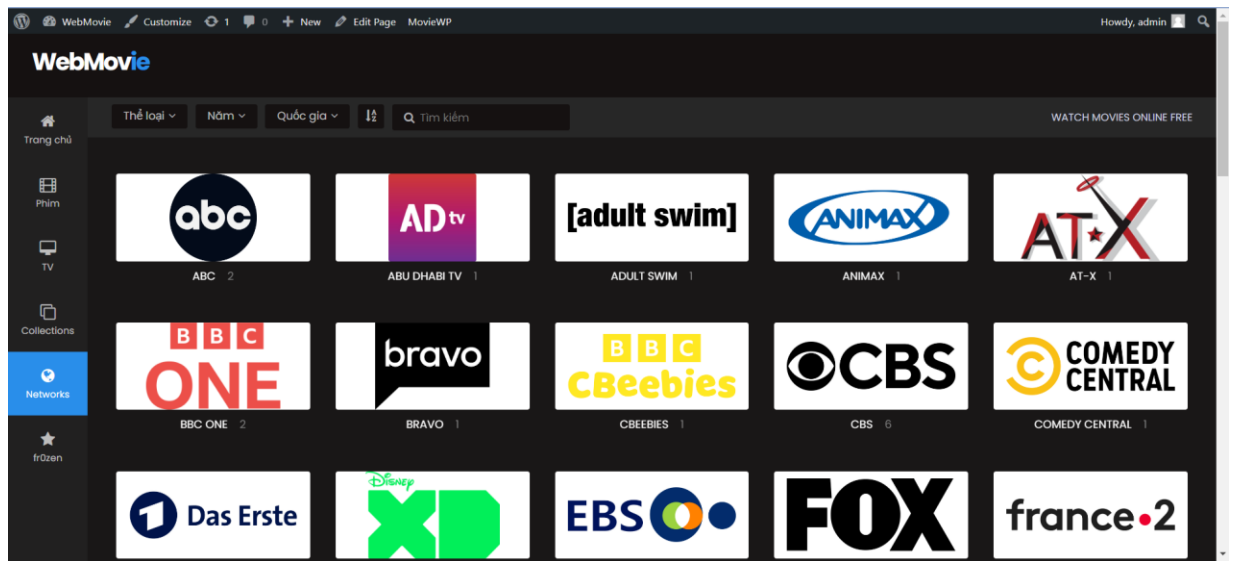 WebMovie Customize 1 0 New Edit Page MovieWP Howdy, admin
WebMovie
Thể loại Năm Quốc gia Tìm kiếm WATCH MOVIES ONLINE FREE
Trang chủ
Phim
TV
Collections
Networks
fr0zen
abc
AD tv
[adult swim]
ANIMAX
AT-X
ABC 2
ABU DHABI TV 1
ADULT SWIM 1
ANIMAX 1
AT-X 1
BBC
ONE
bravo
BBC
CBeebies
CBS
COMEDY
CENTRAL
BBC ONE 2
BRAVO 1
CBEEBIES 1
CBS 6
COMEDY CENTRAL 1
1 Das Erste
Disney
XD
EBS
FOX
france•2